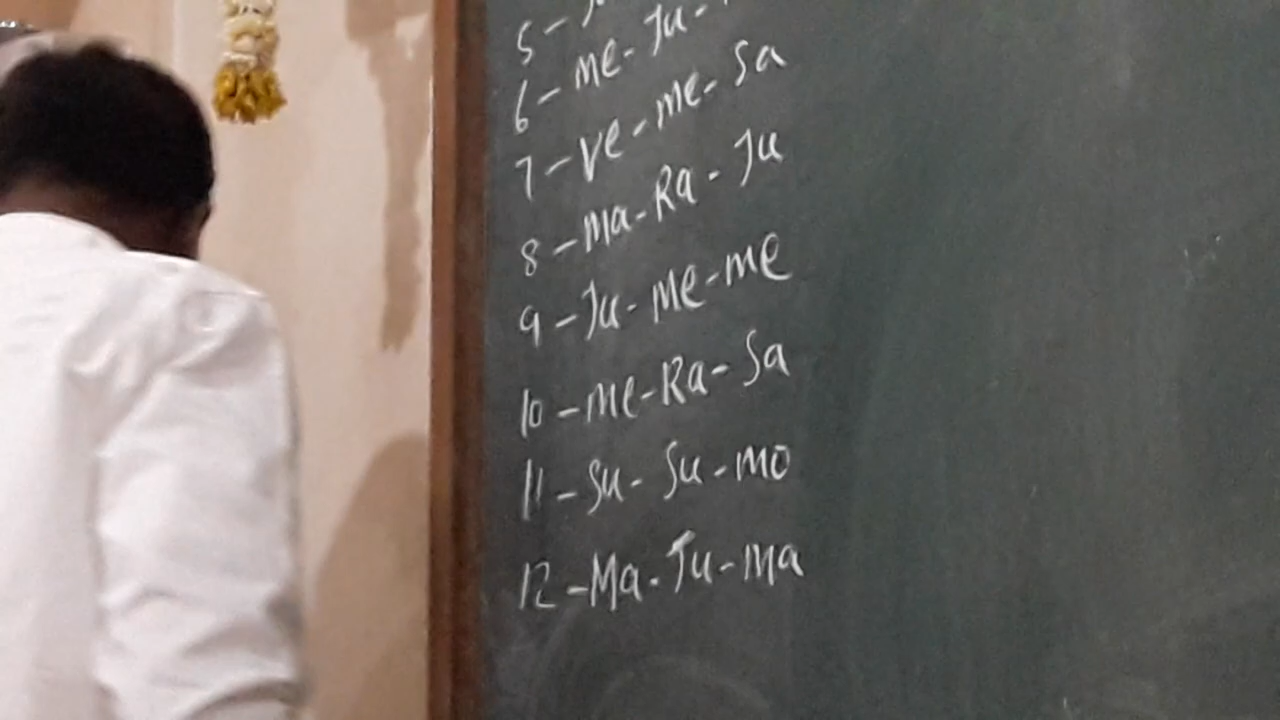 5 -
6 - me - Ju -
7 - Ve - me - Sa
8 - Ma - Ra - Ju
9 - Ju - Me - me
10 - me - Ra - Sa
11 - Su - Su - mo
12 - Ma - Ju - Ma